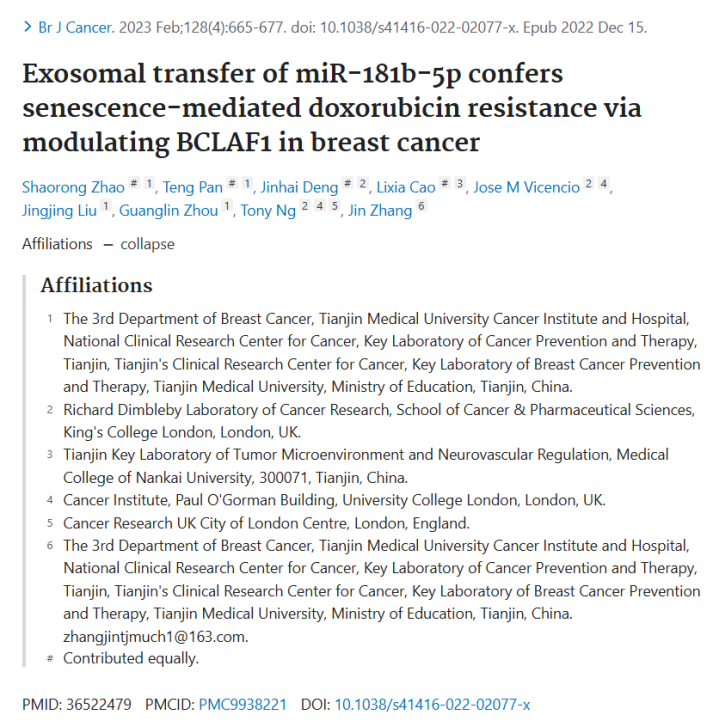 > Br J Cancer. 2023 Feb;128(4):665-677. doi: 10.1038/s41416-022-02077-x. Epub 2022 Dec 15.
Exosomal transfer of miR-181b-5p confers
senescence-mediated doxorubicin resistance via
modulating BCLAF1 in breast cancer
Shaorong Zhao # 1, Teng Pan # 1, Jinhai Deng # 2, Lixia Cao # 3, Jose M Vicencio 2 4,
Jingjing Liu 1, Guanglin Zhou 1, Tony Ng 2 4 5, Jin Zhang 6
Affiliations – collapse
Affiliations
1 The 3rd Department of Breast Cancer, Tianjin Medical University Cancer Institute and Hospital,
National Clinical Research Center for Cancer, Key Laboratory of Cancer Prevention and Therapy,
Tianjin, Tianjin's Clinical Research Center for Cancer, Key Laboratory of Breast Cancer Prevention
and Therapy, Tianjin Medical University, Ministry of Education, Tianjin, China.
2 Richard Dimbleby Laboratory of Cancer Research, School of Cancer & Pharmaceutical Sciences,
King's College London, London, UK.
3 Tianjin Key Laboratory of Tumor Microenvironment and Neurovascular Regulation, Medical
College of Nankai University, 300071, Tianjin, China.
4 Cancer Institute, Paul O'Gorman Building, University College London, London, UK.
5 Cancer Research UK City of London Centre, London, England.
6 The 3rd Department of Breast Cancer, Tianjin Medical University Cancer Institute and Hospital,
National Clinical Research Center for Cancer, Key Laboratory of Cancer Prevention and Therapy,
Tianjin, Tianjin's Clinical Research Center for Cancer, Key Laboratory of Breast Cancer Prevention
and Therapy, Tianjin Medical University, Ministry of Education, Tianjin, China.
zhangjintjmuch1@163.com.
# Contributed equally.
PMID: 36522479 PMCID: PMC9938221 DOI: 10.1038/s41416-022-02077-x